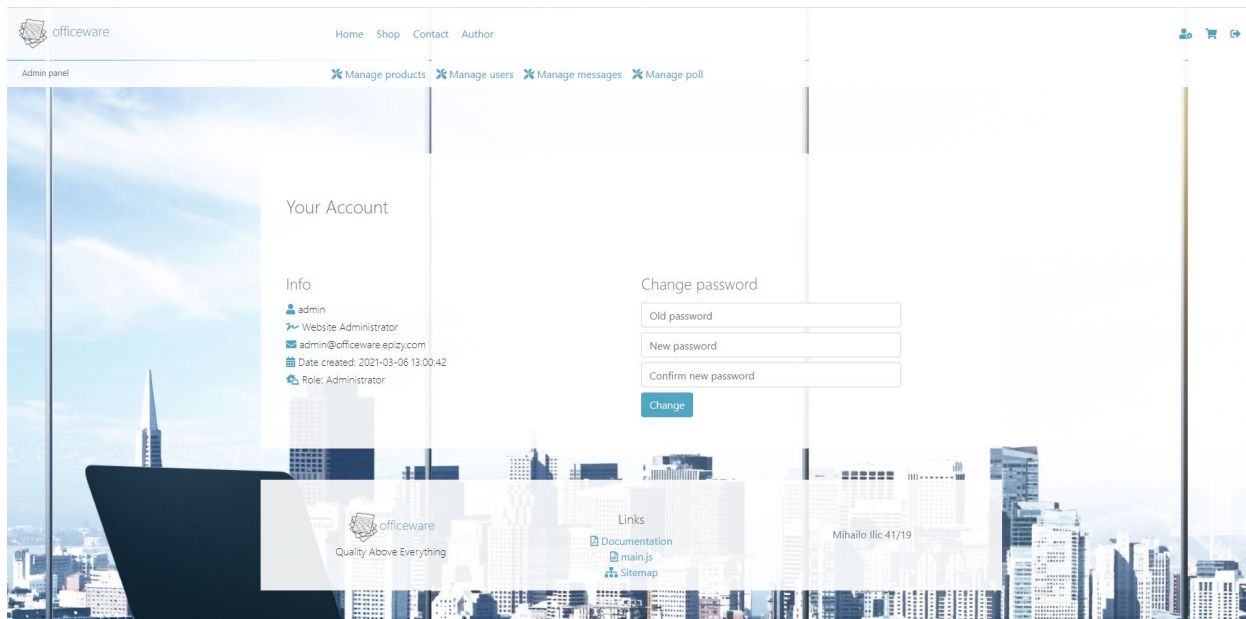 officeware
Home Shop Contact Author
Admin panel
Manage products Manage users Manage messages Manage poll
Your Account
Info
admin
Website Administrator
admin@officeware.epizy.com
Date created: 2021-03-06 13:00:42
Role: Administrator
Change password
Old password
New password
Confirm new password
Change
officeware
Quality Above Everything
Links
Documentation
main.js
Sitemap
Mihailo Ilic 41/19